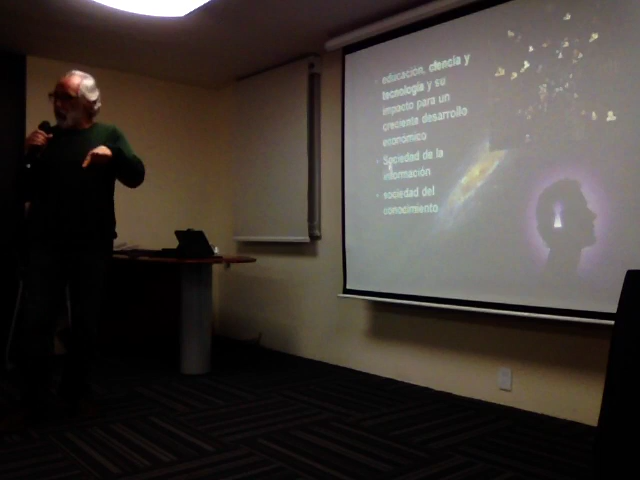 educación, ciencia y
tecnología y su
impacto para un
creciente desarrollo
económico
Sociedad de la
información
sociedad del
conocimiento